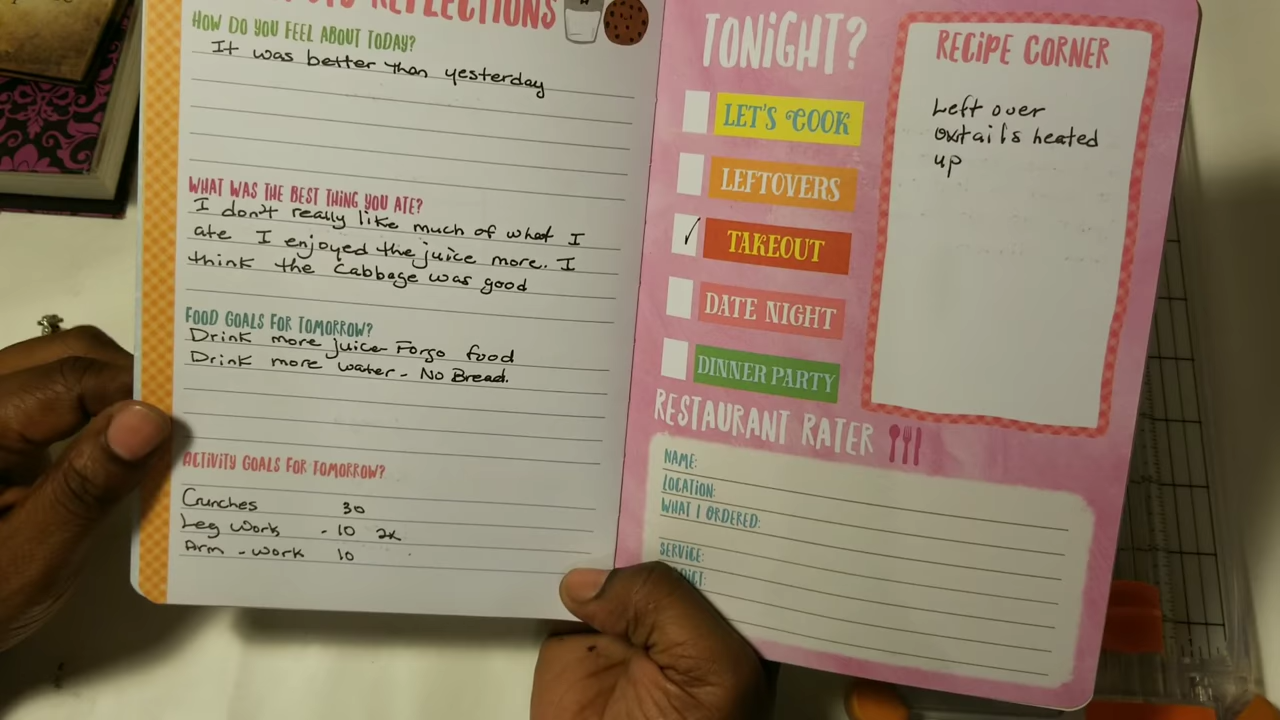 REFLECTIONS
HOW DO YOU FEEL ABOUT TODAY?
It was better than yesterday
WHAT WAS THE BEST THING YOU ATE?
I don't really like much of what I
ate I enjoyed the juice more. I
think the cabbage was good
FOOD GOALS FOR TOMORROW?
Drink more juice Forgo food
Drink more water - No Bread.
ACTIVITY GOALS FOR TOMORROW?
Crunches 30
Leg work - 10 2x
Arm - work 10
TONiGHT?
LET'S COOK
LEFTOVERS
TAKEOUT
DATE NIGHT
DINNER PARTY
RECiPE CORNER
Left over
oxtails heated
up
RESTAURANT RATER
NAME:
LOCATION:
WHAT I ORDERED:
SERVICE: